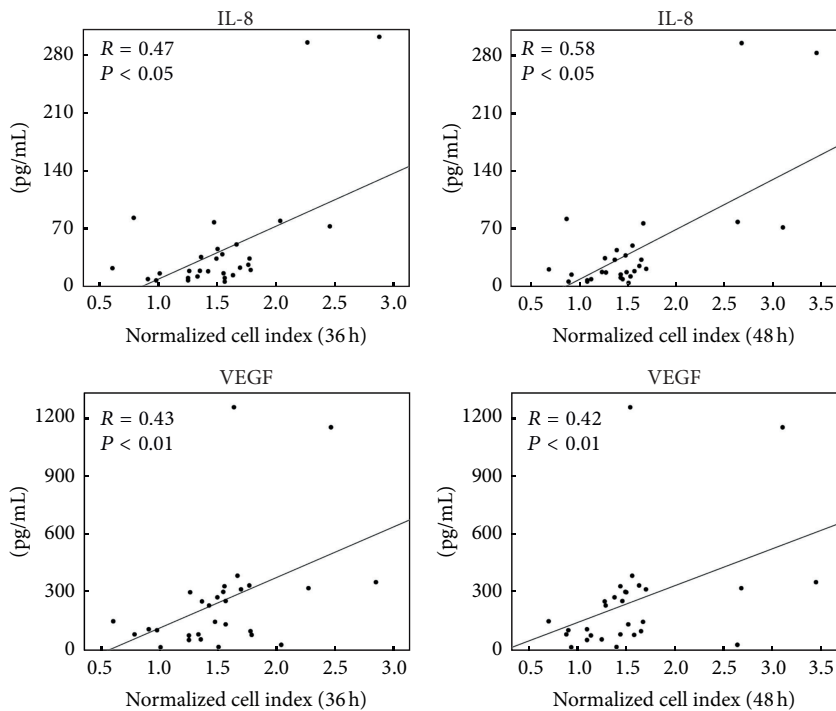 IL-8
R = 0.47
P < 0.05
280
210
140
70
0
(pg/mL)
0.5 1.0 1.5 2.0 2.5 3.0
Normalized cell index (36 h)
IL-8
R = 0.58
P < 0.05
280
210
140
70
0
(pg/mL)
0.5 1.0 1.5 2.0 2.5 3.0 3.5
Normalized cell index (48 h)
VEGF
R = 0.43
P < 0.01
1200
900
600
300
0
(pg/mL)
0.5 1.0 1.5 2.0 2.5 3.0
Normalized cell index (36 h)
VEGF
R = 0.42
P < 0.01
1200
900
600
300
0
(pg/mL)
0.5 1.0 1.5 2.0 2.5 3.0 3.5
Normalized cell index (48 h)